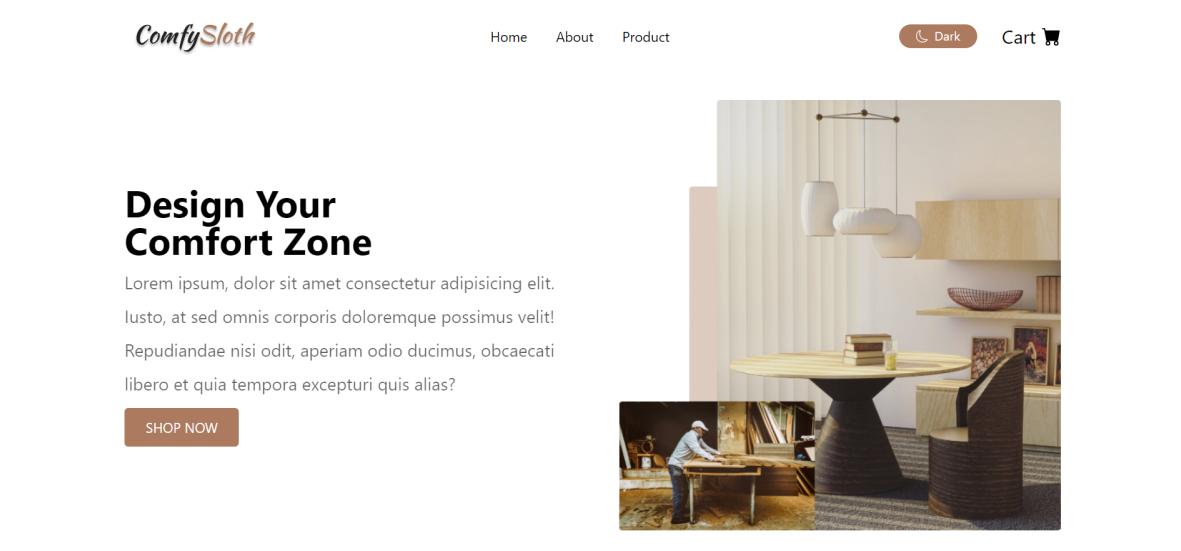 ComfySloth
Home About Product
Dark
Cart
Design Your
Comfort Zone
Lorem ipsum, dolor sit amet consectetur adipisicing elit.
Iusto, at sed omnis corporis doloremque possimus velit!
Repudiandae nisi odit, aperiam odio ducimus, obcaecati
libero et quia tempora excepturi quis alias?
SHOP NOW